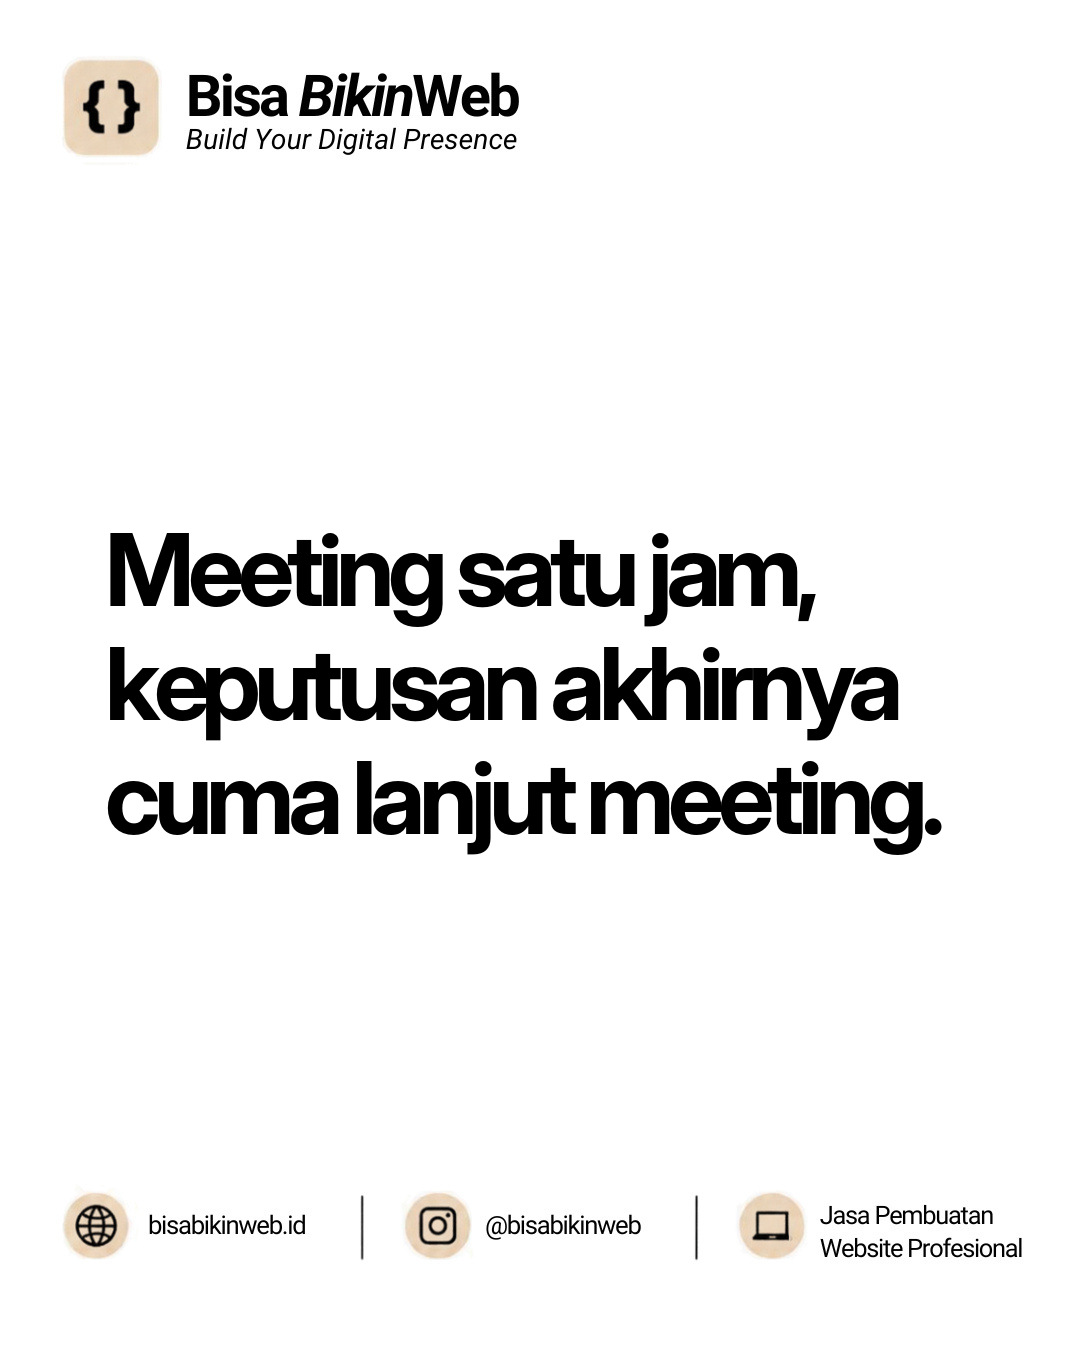 { }
Bisa BikinWeb
Build Your Digital Presence
Meeting satu jam,
keputusan akhirnya
cuma lanjut meeting.
bisabikinweb.id
@bisabikinweb
Jasa Pembuatan
Website Profesional